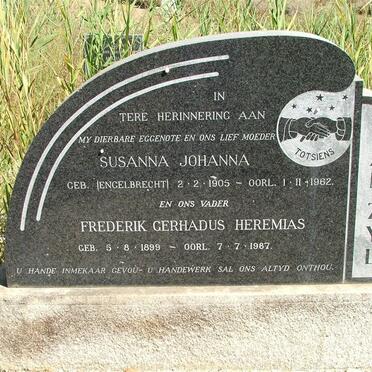 IN
TERE HERINNERING AAN
MY DIERBARE EGGENOTE EN ONS LIEF MOEDER
SUSANNA JOHANNA
GEB. (ENGELBRECHT) 2·2·1905 – OORL. 1·11·1962.
EN ONS VADER
FREDERIK GERHADUS HEREMIAS
GEB. 5·8·1899 – OORL. 7·7·1987.
U HANDE INMEKAAR GEVOU - U HANDEWERK SAL ONS ALTYD ONTHOU.
TOTSIENS